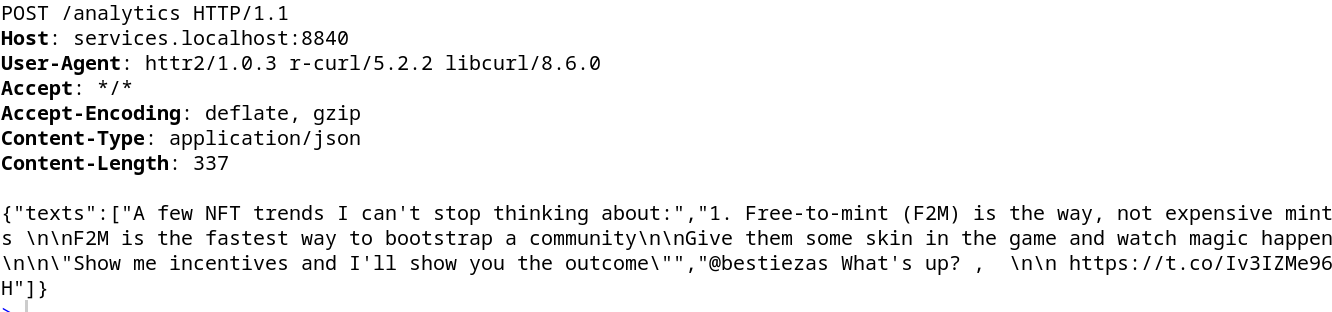 POST /analytics HTTP/1.1
Host: services.localhost:8840
User-Agent: httr2/1.0.3 r-curl/5.2.2 libcurl/8.6.0
Accept: */*
Accept-Encoding: deflate, gzip
Content-Type: application/json
Content-Length: 337

{"texts":["A few NFT trends I can't stop thinking about:","1. Free-to-mint (F2M) is the way, not expensive mint
s \n\nF2M is the fastest way to bootstrap a community\n\nGive them some skin in the game and watch magic happen
\n\n\"Show me incentives and I'll show you the outcome\"","@bestiezas What's up? ,  \n\n https://t.co/Iv3IZMe96
H"]}
>